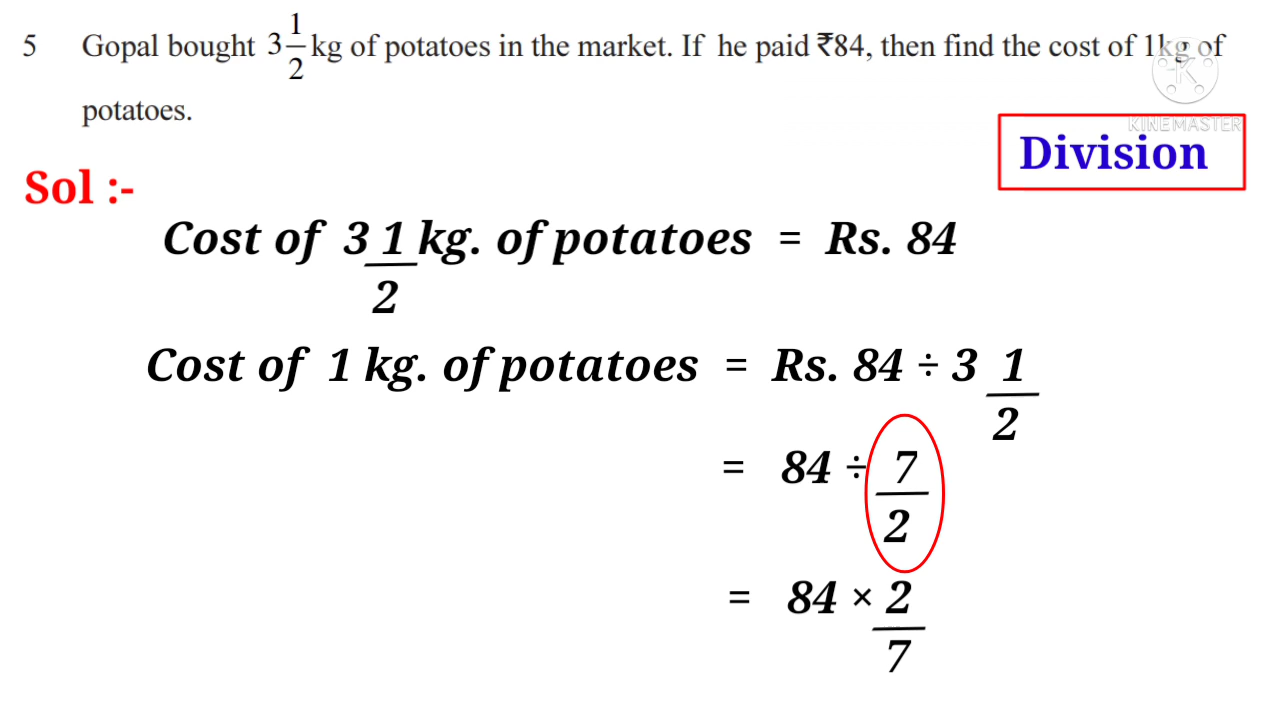 5 Gopal bought 3 1/2 kg of potatoes in the market. If he paid ₹84, then find the cost of 1kg of
potatoes.
KINEMASTER
Division
Sol :-
Cost of 3 1/2 kg. of potatoes = Rs. 84
Cost of 1 kg. of potatoes = Rs. 84 ÷ 3 1/2
= 84 ÷ 7/2
= 84 × 2/7